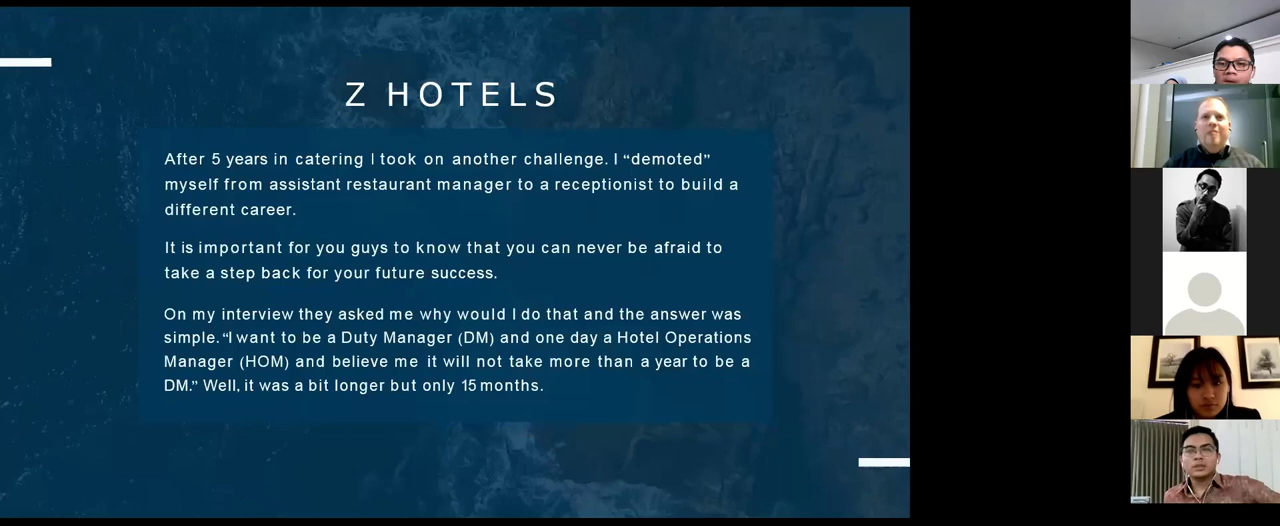 Z HOTELS
After 5 years in catering I took on another challenge. I “demoted”
myself from assistant restaurant manager to a receptionist to build a
different career.
It is important for you guys to know that you can never be afraid to
take a step back for your future success.
On my interview they asked me why would I do that and the answer was
simple. “I want to be a Duty Manager (DM) and one day a Hotel Operations
Manager (HOM) and believe me it will not take more than a year to be a
DM.” Well, it was a bit longer but only 15 months.